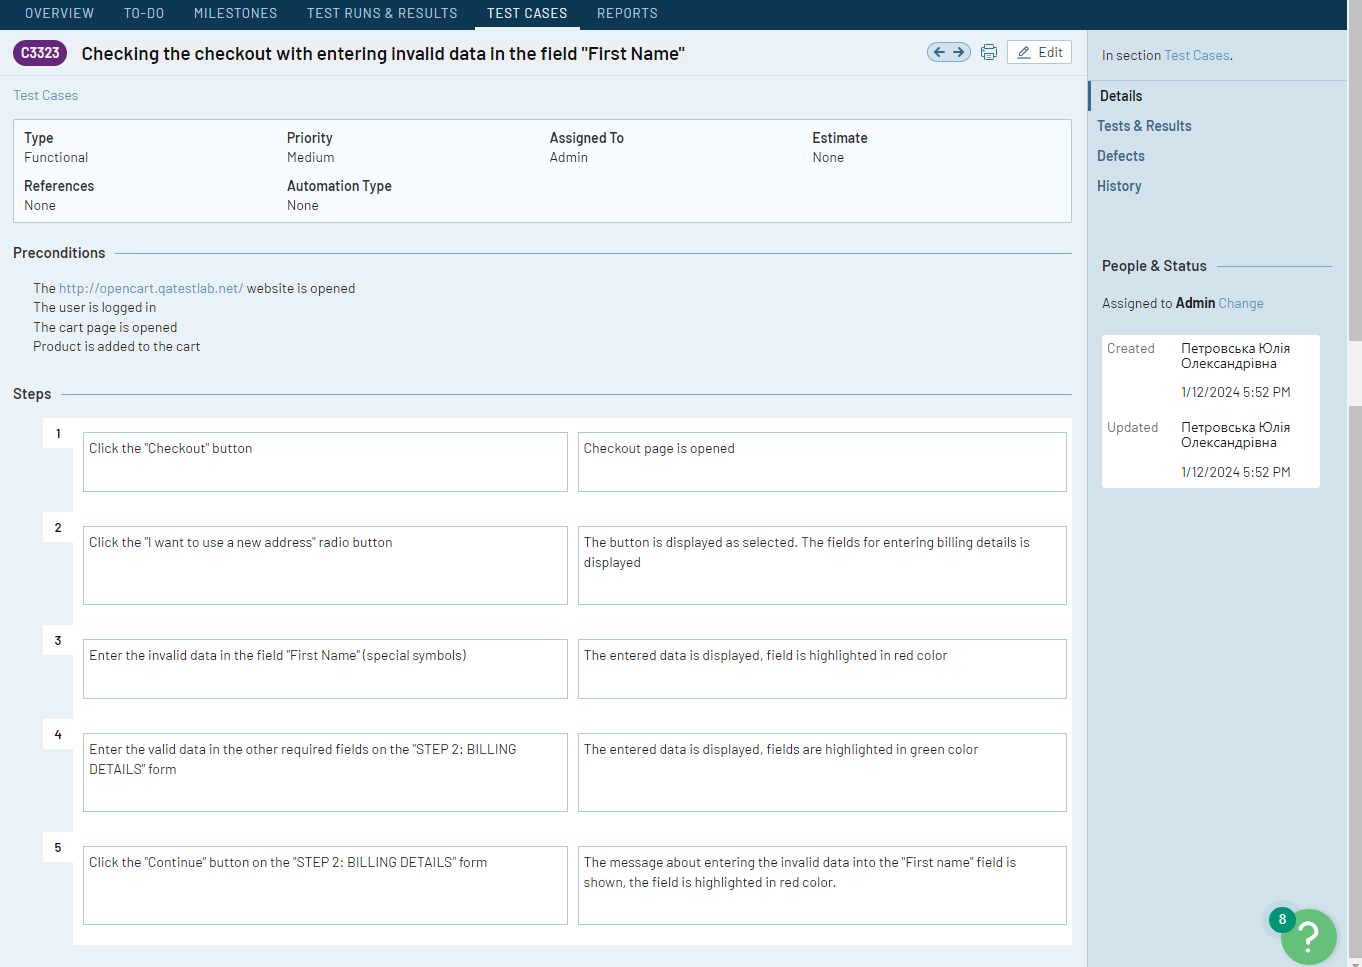 OVERVIEW TO-DO MILESTONES TEST RUNS & RESULTS TEST CASES REPORTS
C3323 Checking the checkout with entering invalid data in the field "First Name" Edit
Test Cases
Type Priority Assigned To Estimate
Functional Medium Admin None
References Automation Type
None None
Preconditions
The http://opencart.qatestlab.net/ website is opened
The user is logged in
The cart page is opened
Product is added to the cart
Steps
1
Click the "Checkout" button
Checkout page is opened
2
Click the "I want to use a new address" radio button
The button is displayed as selected. The fields for entering billing details is
displayed
3
Enter the invalid data in the field "First Name" (special symbols)
The entered data is displayed, field is highlighted in red color
4
Enter the valid data in the other required fields on the "STEP 2: BILLING
DETAILS" form
The entered data is displayed, fields are highlighted in green color
5
Click the "Continue" button on the "STEP 2: BILLING DETAILS" form
The message about entering the invalid data into the "First name" field is
shown, the field is highlighted in red color.
In section Test Cases.
Details
Tests & Results
Defects
History
People & Status
Assigned to Admin Change
Created Петровська Юлія
Олександрівна
1/12/2024 5:52 PM
Updated Петровська Юлія
Олександрівна
1/12/2024 5:52 PM
8
?